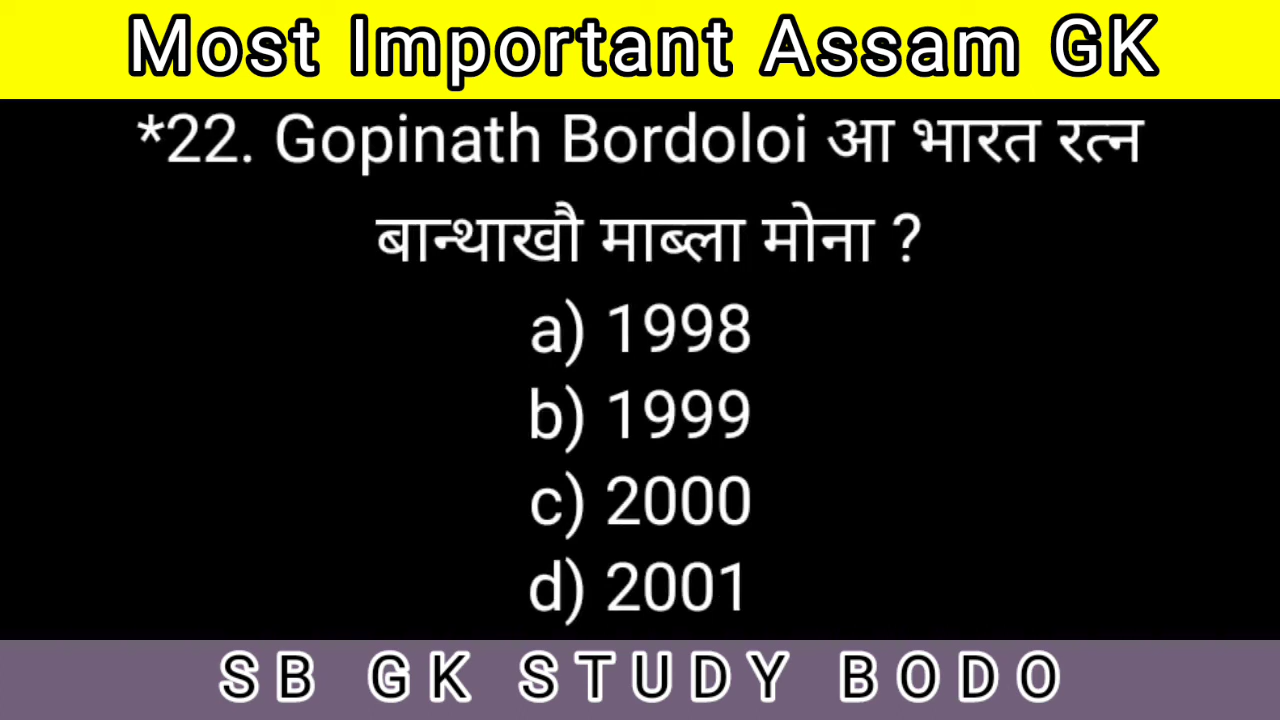 Most Important Assam GK
*22. Gopinath Bordoloi आ भारत रत्न
बान्थाखौ माब्ला मोना ?
a) 1998
b) 1999
c) 2000
d) 2001
SB GK STUDY BODO